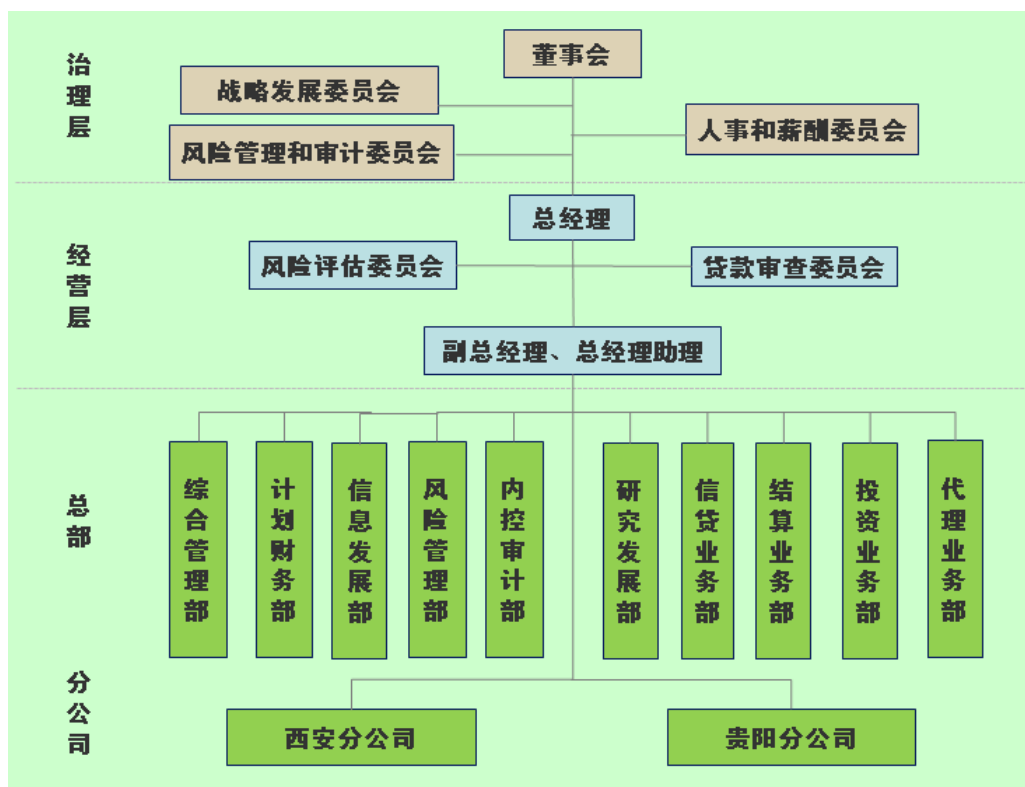 治理层
董事会
战略发展委员会
人事和薪酬委员会
风险管理和审计委员会
经营层
总经理
风险评估委员会
贷款审查委员会
副总经理、总经理助理
总部
综合管理部
计划财务部
信息发展部
风险管理部
内控审计部
研究发展部
信贷业务部
结算业务部
投资业务部
代理业务部
分公司
西安分公司
贵阳分公司